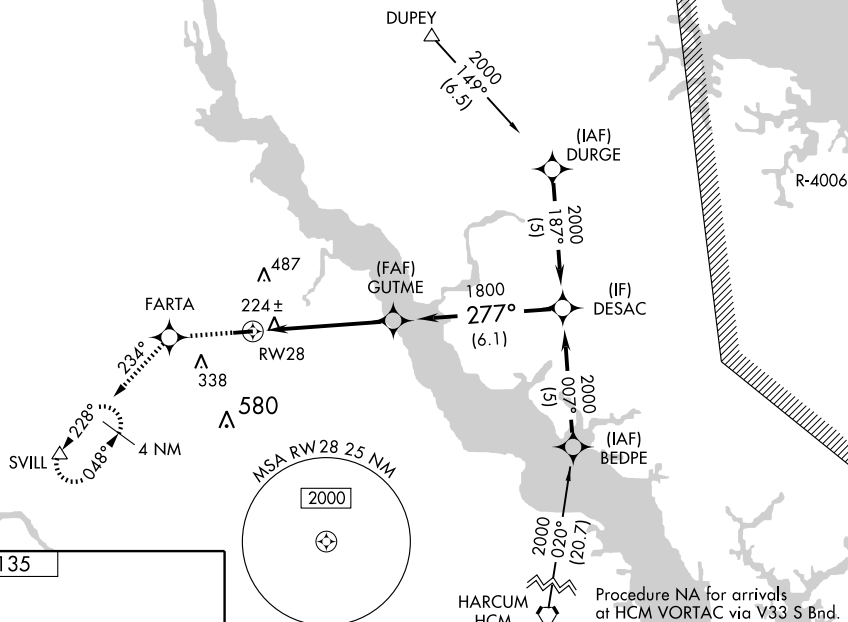 DUPEY
2000
149°
(6.5)
(IAF)
DURGE
R-4006
2000
187°
(5)
487
(FAF)
GUTME
1800
277°
(6.1)
(IF)
DESAC
FARTA
224±
RW28
338
234°
580
2000
007°
(5)
228°
048°
4 NM
SVILL
(IAF)
BEDPE
MSA RW28 25 NM
2000
2000
020°
(20.7)
135
HARCUM
HCM
Procedure NA for arrivals
at HCM VORTAC via V33 S Bnd.